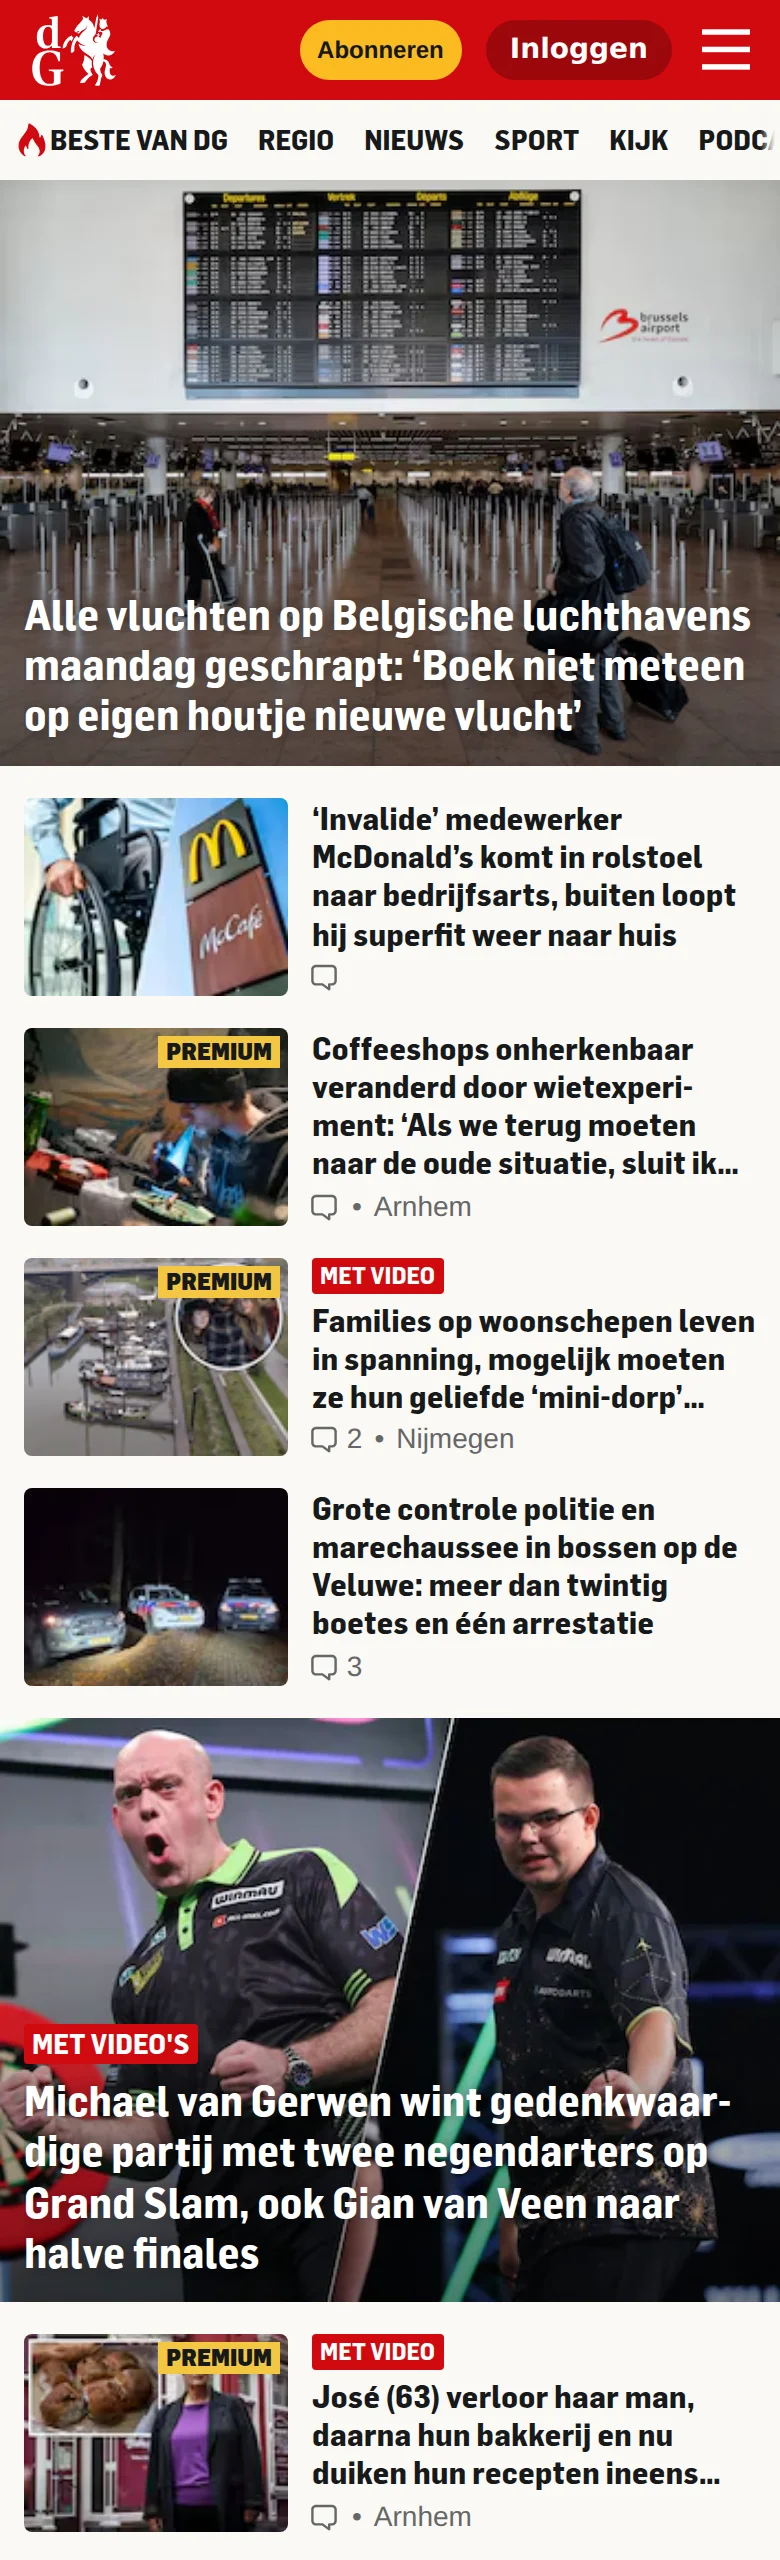 dG
Abonneren
Inloggen
BESTE VAN DG
REGIO
NIEUWS
SPORT
KIJK
PODCA
Departures
Vertrek
Départs
Abflüge
brussels
airport
Alle vluchten op Belgische luchthavens
maandag geschrapt: ‘Boek niet meteen
op eigen houtje nieuwe vlucht’
McCafé
‘Invalide’ medewerker
McDonald’s komt in rolstoel
naar bedrijfsarts, buiten loopt
hij superfit weer naar huis
PREMIUM
Coffeeshops onherkenbaar
veranderd door wietexperi-
ment: ‘Als we terug moeten
naar de oude situatie, sluit ik...
• Arnhem
PREMIUM
MET VIDEO
Families op woonschepen leven
in spanning, mogelijk moeten
ze hun geliefde ‘mini-dorp’...
2 • Nijmegen
Grote controle politie en
marechaussee in bossen op de
Veluwe: meer dan twintig
boetes en één arrestatie
3
WINMAU
MET VIDEO'S
Michael van Gerwen wint gedenkwaar-
dige partij met twee negendarters op
Grand Slam, ook Gian van Veen naar
halve finales
PREMIUM
MET VIDEO
José (63) verloor haar man,
daarna hun bakkerij en nu
duiken hun recepten ineens...
• Arnhem